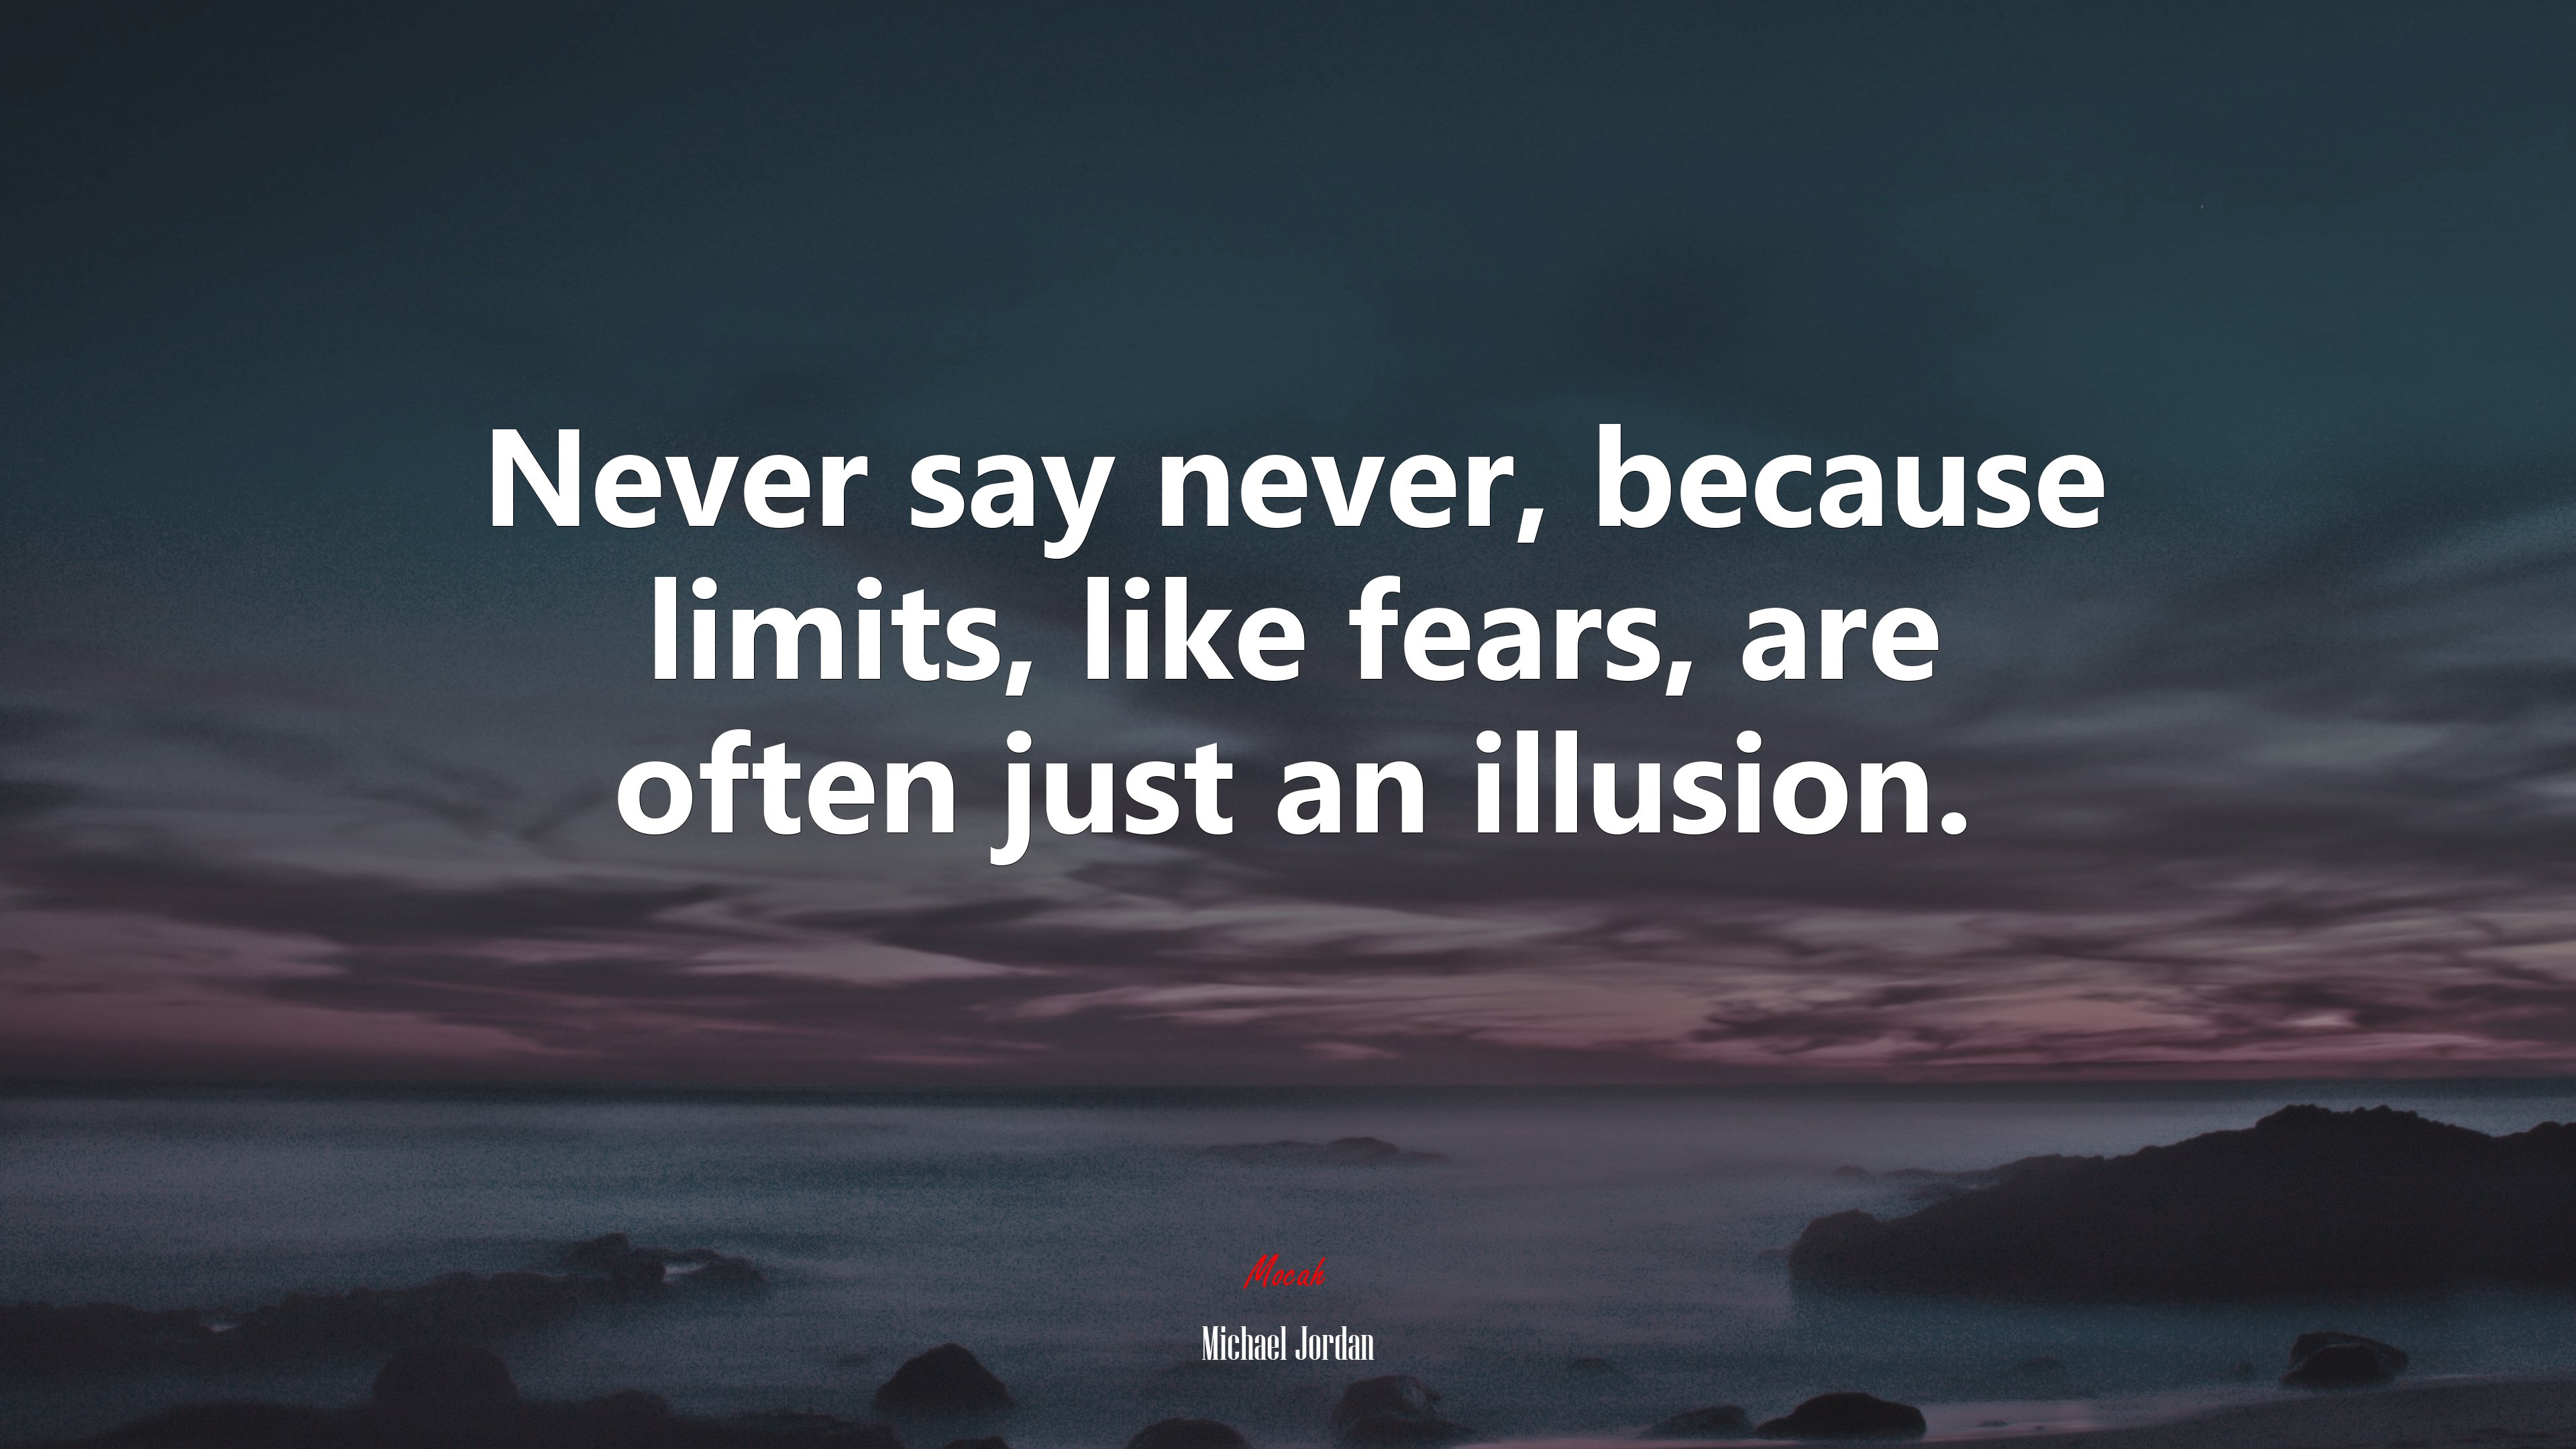 Never say never, because
limits, like fears, are
often just an illusion.
Mocah
Michael Jordan